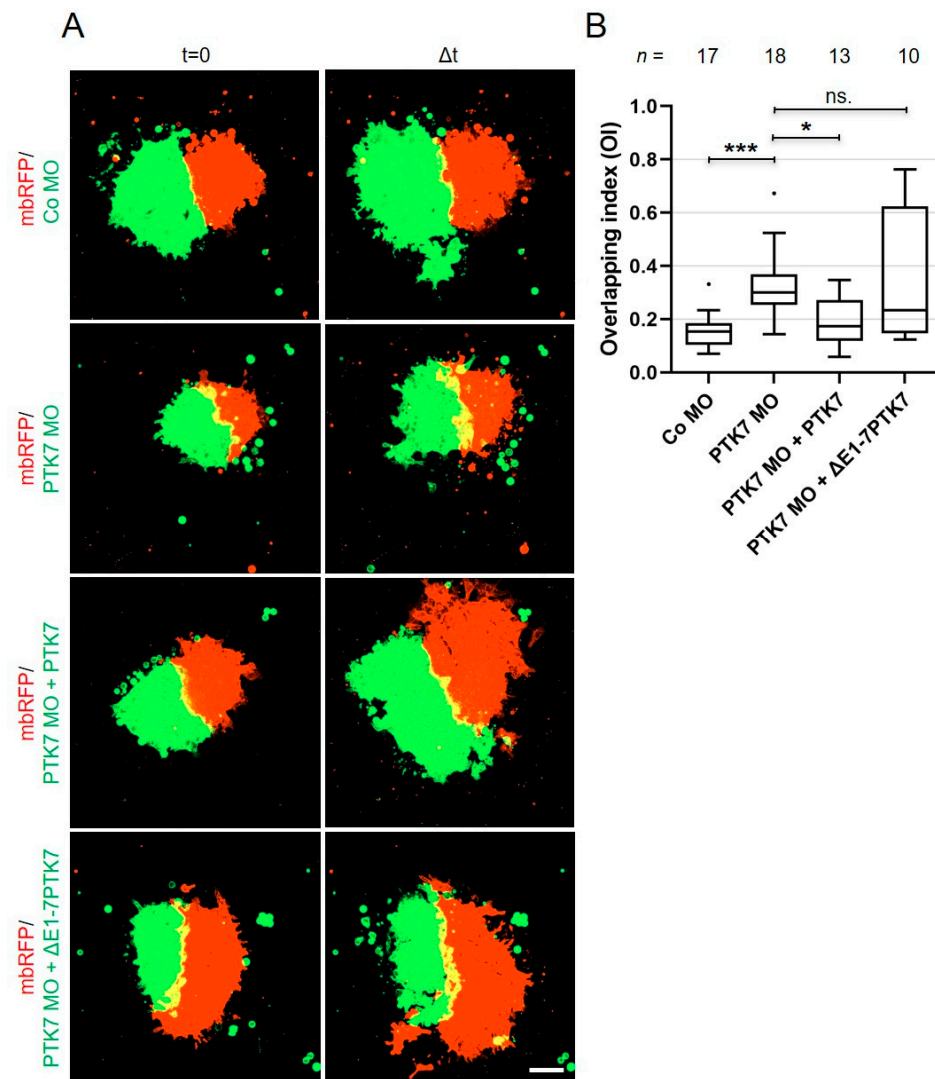 A
t=0
Δt
mbRFP/
Co MO
mbRFP/
PTK7 MO
mbRFP/
PTK7 MO + PTK7
mbRFP/
PTK7 MO + ΔE1-7PTK7
B
n = 17 18 13 10
ns.
*
***
Overlapping index (OI)
1.0
0.8
0.6
0.4
0.2
0.0
Co MO
PTK7 MO
PTK7 MO + PTK7
PTK7 MO + ΔE1-7PTK7